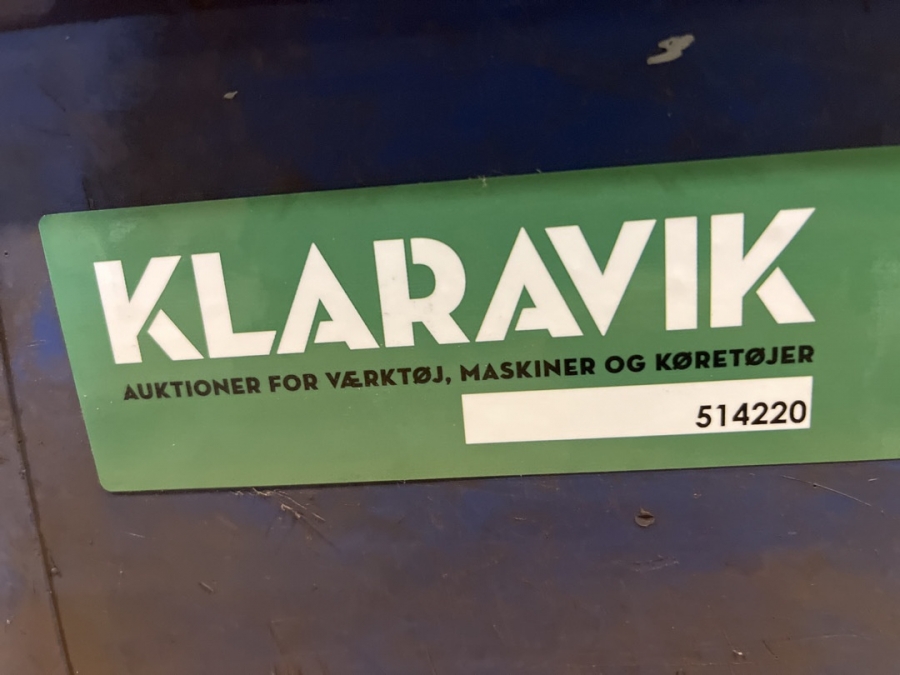 KLARAVIK
AUKTIONER FOR VÆRKTØJ, MASKINER OG KØRETØJER
514220